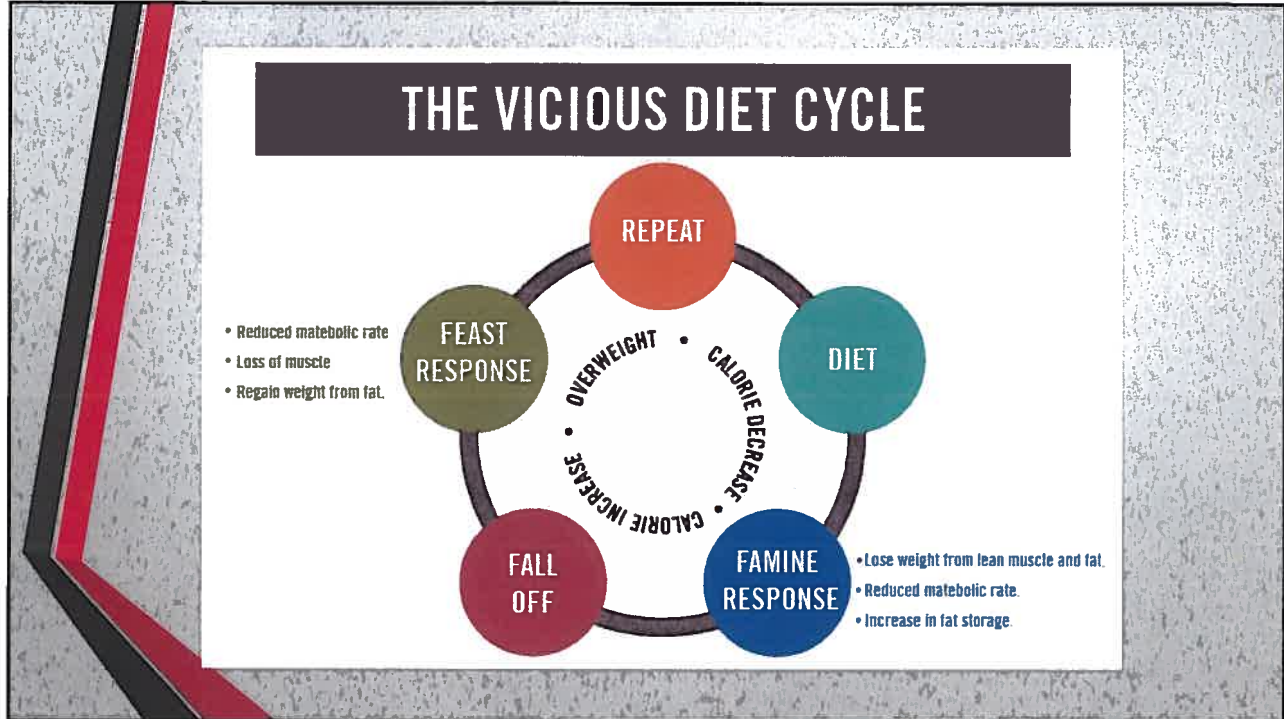 THE VICIOUS DIET CYCLE
REPEAT
DIET
FAMINE
RESPONSE
• Lose weight from lean muscle and fat.
• Reduced matebolic rate.
• Increase in fat storage.
FALL
OFF
FEAST
RESPONSE
• Reduced matebolic rate
• Loss of muscle
• Regain weight from fat.
OVERWEIGHT • CALORIE DECREASE • CALORIE INCREASE •